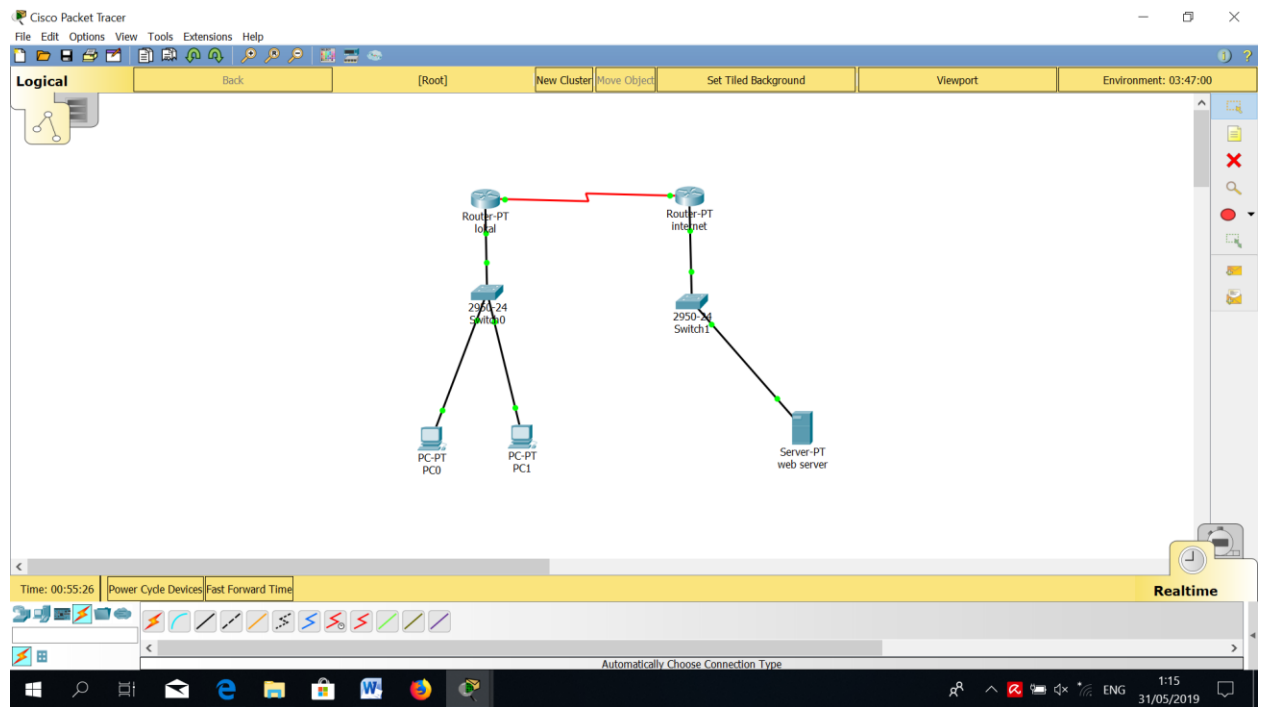 Cisco Packet Tracer
File Edit Options View Tools Extensions Help
Logical Back [Root] New Cluster Move Object Set Tiled Background Viewport Environment: 03:47:00
Router-PT
local
Router-PT
internet
2950-24
Switch0
2950-24
Switch1
PC-PT
PC0
PC-PT
PC1
Server-PT
web server
Time: 00:55:26 Power Cycle Devices Fast Forward Time Realtime
Automatically Choose Connection Type
ENG
1:15
31/05/2019